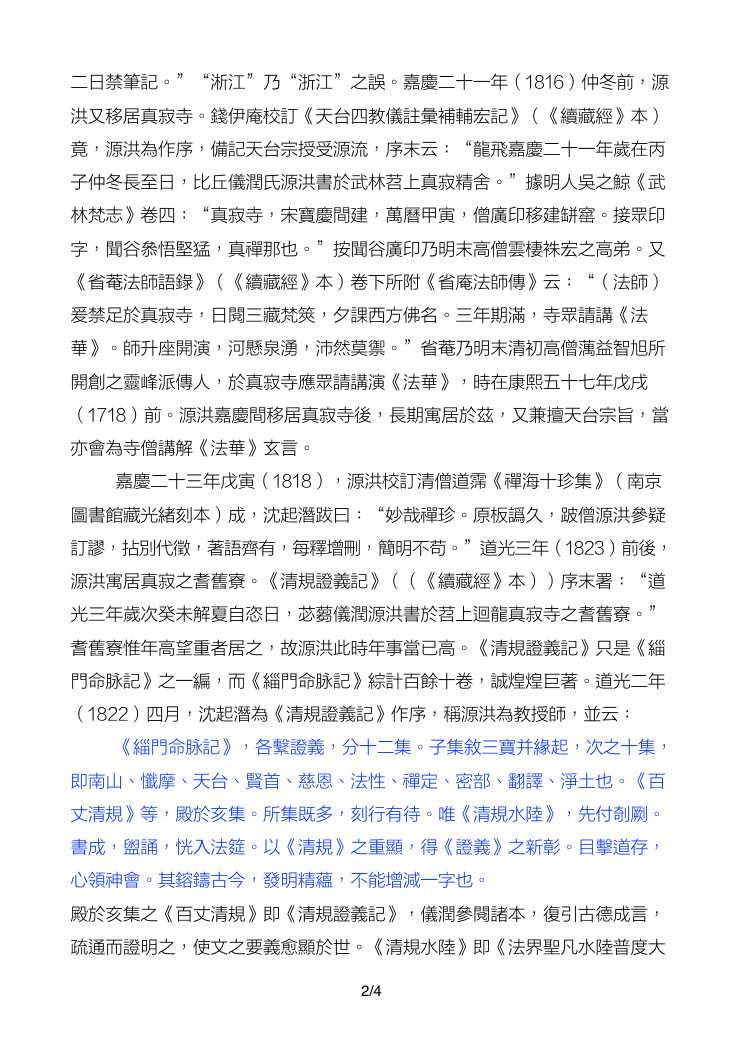 二日禁筆記。”“淅江”乃“浙江”之誤。嘉慶二十一年（1816）仲冬前，源
洪又移居真寂寺。錢伊庵校訂《天台四教儀註彙補輔宏記》（《續藏經》本）
竟，源洪為作序，備記天台宗授受源流，序末云：“龍飛嘉慶二十一年歲在丙
子仲冬長至日，比丘儀潤氏源洪書於武林苕上真寂精舍。”據明人吳之鯨《武
林梵志》卷四：“真寂寺，宋寶慶間建，萬曆甲寅，僧廣印移建缾窰。接眾印
字，聞谷叅悟堅猛，真禪那也。”按聞谷廣印乃明末高僧雲棲袾宏之高弟。又
《省菴法師語錄》（《續藏經》本）卷下所附《省庵法師傳》云：“（法師）
爰禁足於真寂寺，日閱三藏梵筴，夕課西方佛名。三年期滿，寺眾請講《法
華》。師升座開演，河懸泉湧，沛然莫禦。”省菴乃明末清初高僧澫益智旭所
開創之靈峰派傳人，於真寂寺應眾請講演《法華》，時在康熙五十七年戊戌
（1718）前。源洪嘉慶間移居真寂寺後，長期寓居於茲，又兼擅天台宗旨，當
亦會為寺僧講解《法華》玄言。
嘉慶二十三年戊寅（1818），源洪校訂清僧道霈《禪海十珍集》（南京
圖書館藏光緒刻本）成，沈起潛跋曰：“妙哉禪珍。原板譌久，跛僧源洪參疑
訂謬，拈別代徵，著語齊有，每釋增刪，簡明不苟。”道光三年（1823）前後，
源洪寓居真寂之耆舊寮。《清規證義記》（（《續藏經》本））序末署：“道
光三年歲次癸未解夏自恣日，苾蒭儀潤源洪書於苕上迴龍真寂寺之耆舊寮。”
耆舊寮惟年高望重者居之，故源洪此時年事當已高。《清規證義記》只是《緇
門命脉記》之一編，而《緇門命脉記》綜計百餘十卷，誠煌煌巨著。道光二年
（1822）四月，沈起潛為《清規證義記》作序，稱源洪為教授師，並云：
《緇門命脉記》，各繫證義，分十二集。子集敘三寶并緣起，次之十集，
即南山、懺摩、天台、賢首、慈恩、法性、禪定、密部、翻譯、淨土也。《百
丈清規》等，殿於亥集。所集既多，刻行有待。唯《清規水陸》，先付剞劂。
書成，盥誦，恍入法筵。以《清規》之重顯，得《證義》之新彰。目擊道存，
心領神會。其鎔鑄古今，發明精蘊，不能增減一字也。
殿於亥集之《百丈清規》即《清規證義記》，儀潤參閱諸本，復引古德成言，
疏通而證明之，使文之要義愈顯於世。《清規水陸》即《法界聖凡水陸普度大
2/4